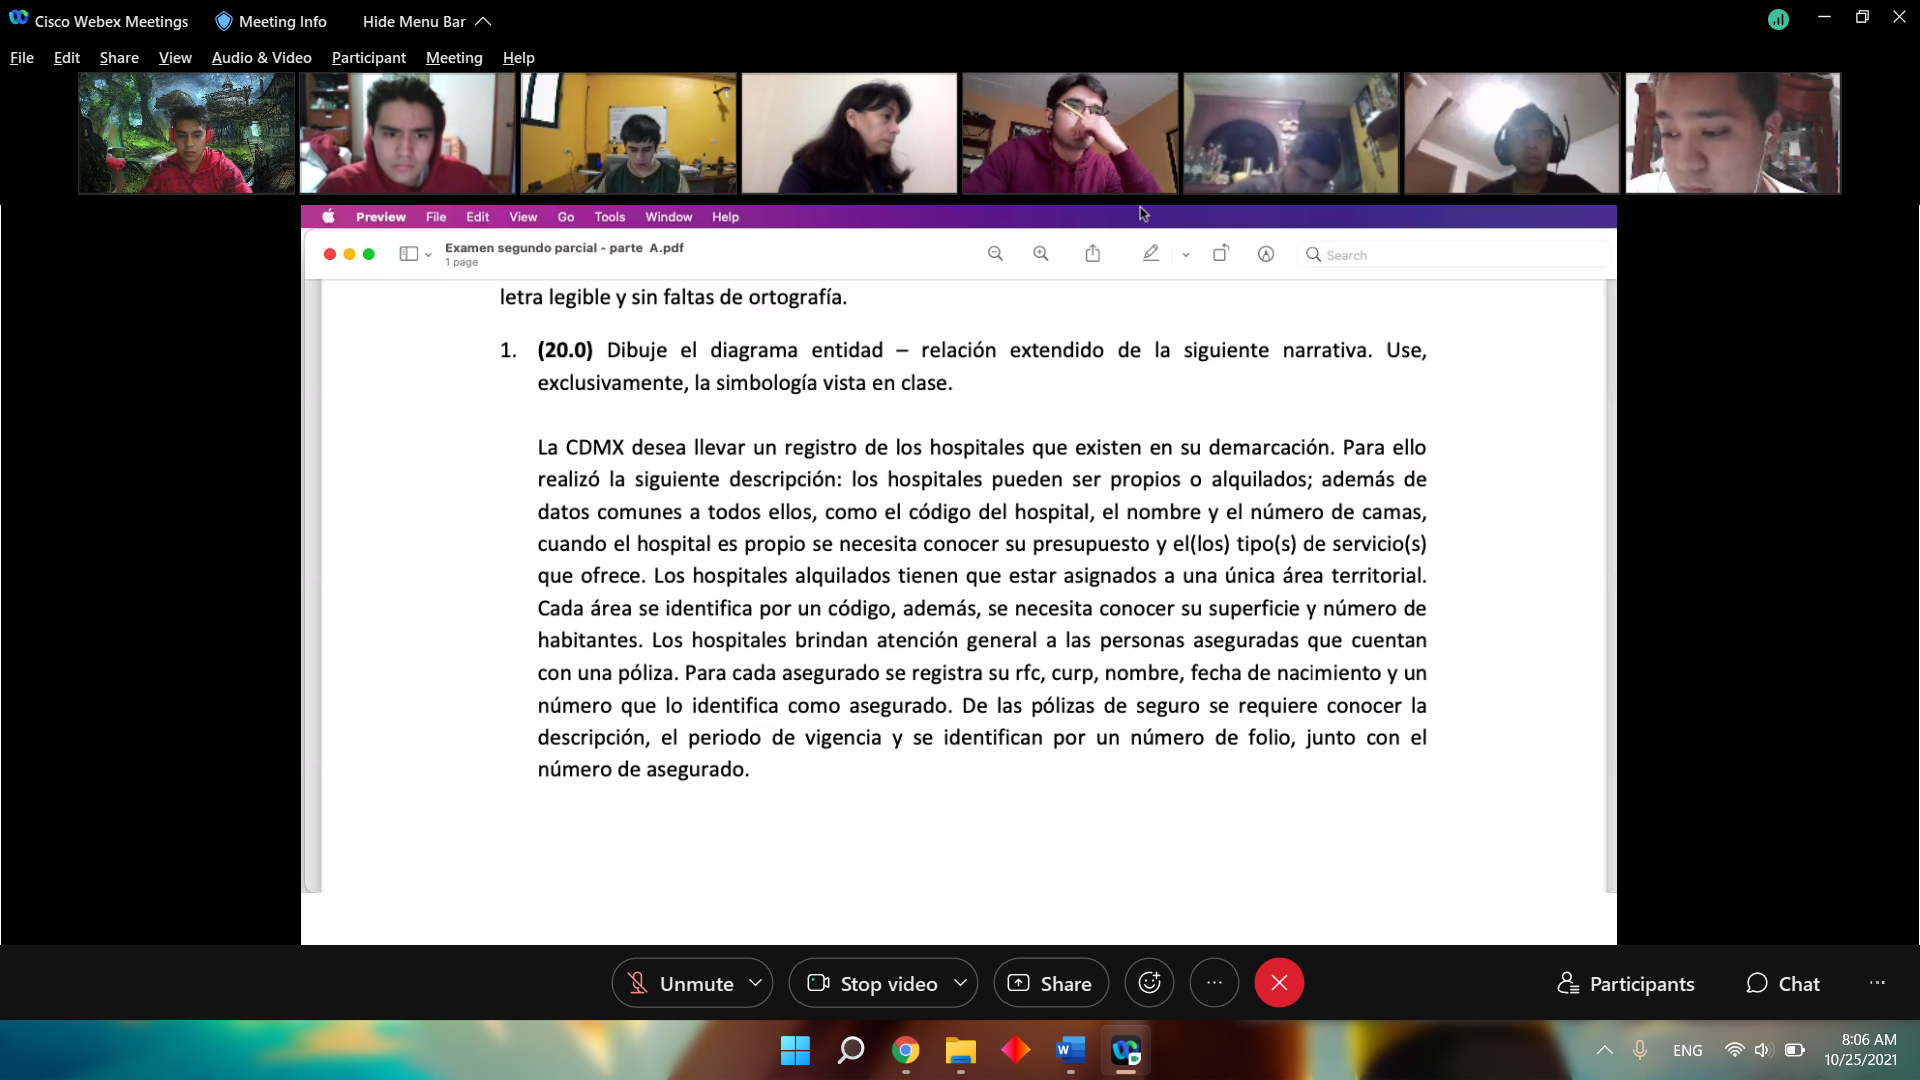 Cisco Webex Meetings Meeting Info Hide Menu Bar
File Edit Share View Audio & Video Participant Meeting Help
Preview File Edit View Go Tools Window Help
Examen segundo parcial - parte A.pdf
1 page
Search
letra legible y sin faltas de ortografía.
1. (20.0) Dibuje el diagrama entidad – relación extendido de la siguiente narrativa. Use,
exclusivamente, la simbología vista en clase.
La CDMX desea llevar un registro de los hospitales que existen en su demarcación. Para ello
realizó la siguiente descripción: los hospitales pueden ser propios o alquilados; además de
datos comunes a todos ellos, como el código del hospital, el nombre y el número de camas,
cuando el hospital es propio se necesita conocer su presupuesto y el(los) tipo(s) de servicio(s)
que ofrece. Los hospitales alquilados tienen que estar asignados a una única área territorial.
Cada área se identifica por un código, además, se necesita conocer su superficie y número de
habitantes. Los hospitales brindan atención general a las personas aseguradas que cuentan
con una póliza. Para cada asegurado se registra su rfc, curp, nombre, fecha de nacimiento y un
número que lo identifica como asegurado. De las pólizas de seguro se requiere conocer la
descripción, el periodo de vigencia y se identifican por un número de folio, junto con el
número de asegurado.
Unmute Stop video Share Participants Chat
W
ENG
8:06 AM
10/25/2021